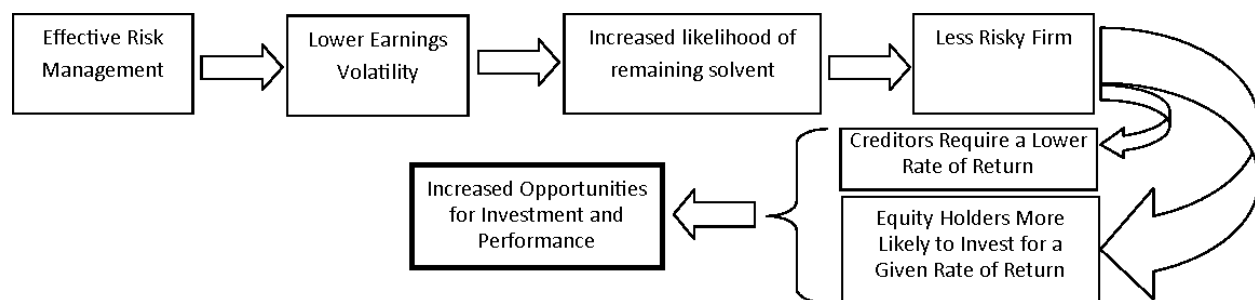 Effective Risk
Management
Lower Earnings
Volatility
Increased likelihood of
remaining solvent
Less Risky Firm
Creditors Require a Lower
Rate of Return
Equity Holders More
Likely to Invest for a
Given Rate of Return
Increased Opportunities
for Investment and
Performance